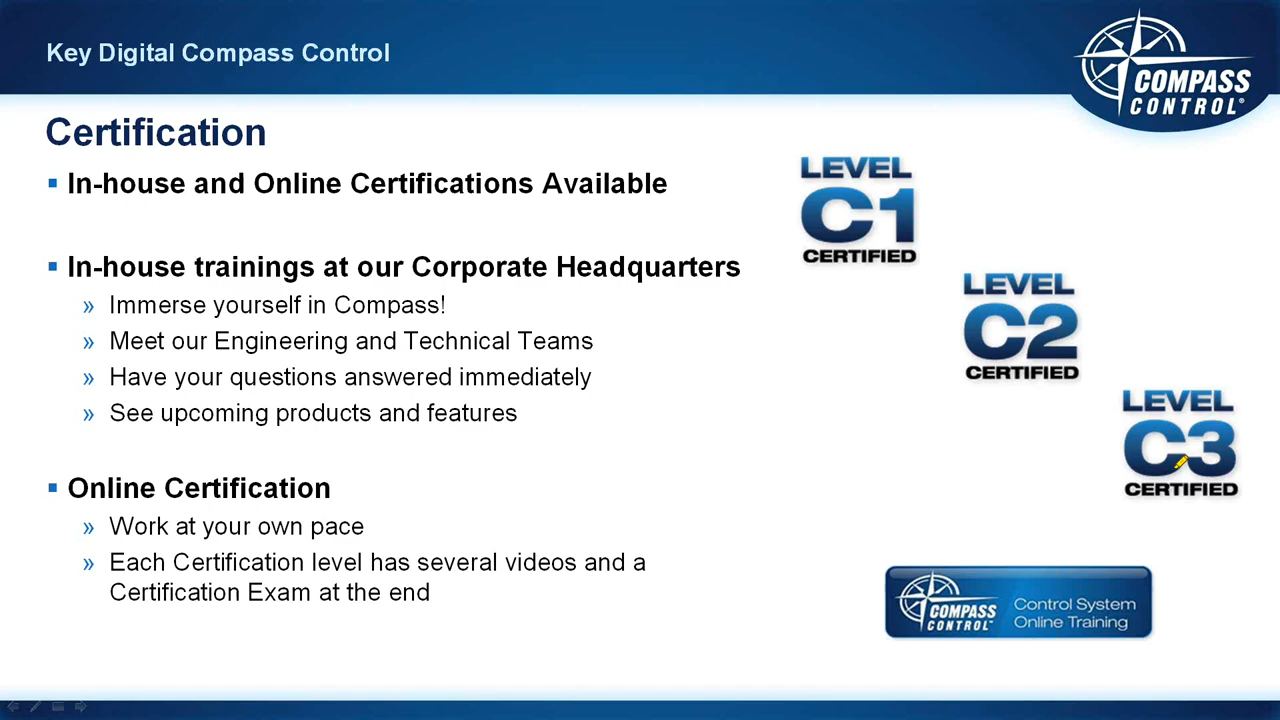 Key Digital Compass Control
COMPASS
CONTROL®
Certification
In-house and Online Certifications Available
In-house trainings at our Corporate Headquarters
» Immerse yourself in Compass!
» Meet our Engineering and Technical Teams
» Have your questions answered immediately
» See upcoming products and features
Online Certification
» Work at your own pace
» Each Certification level has several videos and a
Certification Exam at the end
LEVEL
C1
CERTIFIED
LEVEL
C2
CERTIFIED
LEVEL
C3
CERTIFIED
COMPASS
CONTROL™
Control System
Online Training